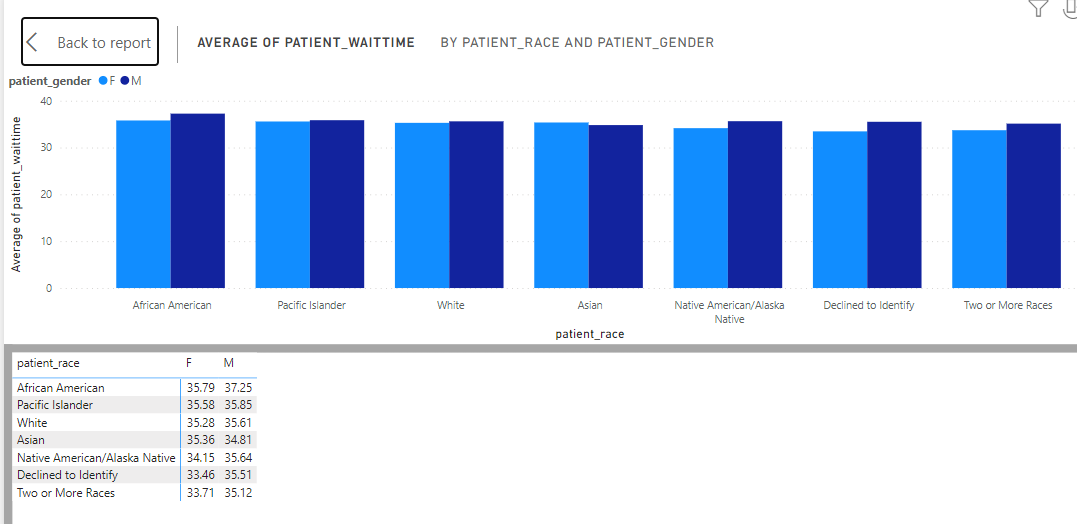 Back to report
AVERAGE OF PATIENT_WAITTIME BY PATIENT_RACE AND PATIENT_GENDER
patient_gender F M
Average of patient_waittime
40
30
20
10
0
African American Pacific Islander White Asian Native American/Alaska Native Declined to Identify Two or More Races
patient_race
patient_race F M
African American 35.79 37.25
Pacific Islander 35.58 35.85
White 35.28 35.61
Asian 35.36 34.81
Native American/Alaska Native 34.15 35.64
Declined to Identify 33.46 35.51
Two or More Races 33.71 35.12